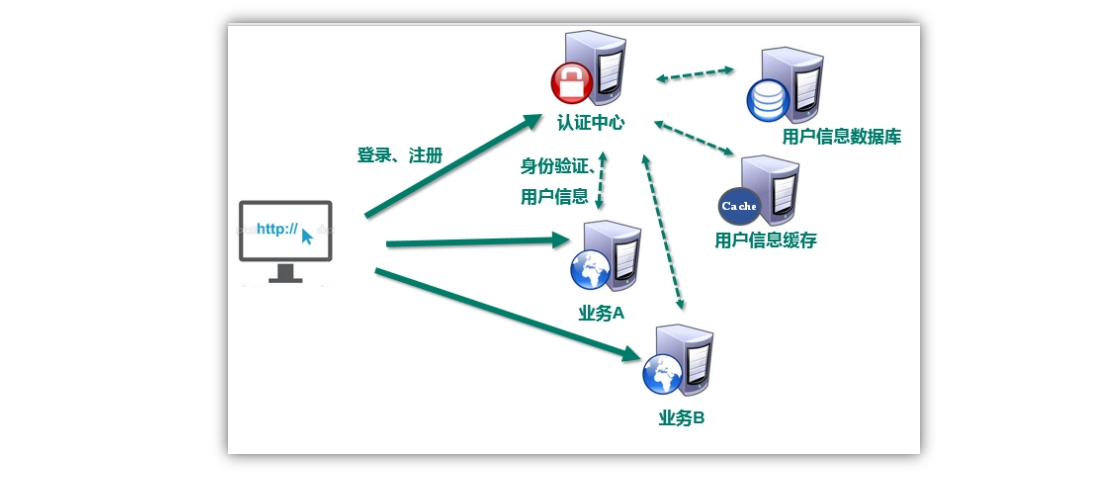 认证中心
用户信息数据库
登录、注册
身份验证、
用户信息
Cache
用户信息缓存
http://
业务A
业务B